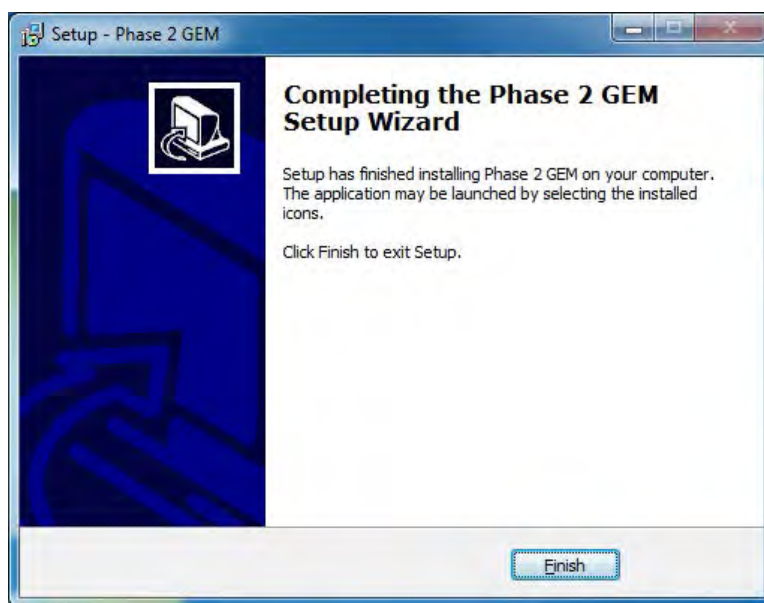 Setup - Phase 2 GEM
Completing the Phase 2 GEM
Setup Wizard
Setup has finished installing Phase 2 GEM on your computer.
The application may be launched by selecting the installed
icons.
Click Finish to exit Setup.
Finish